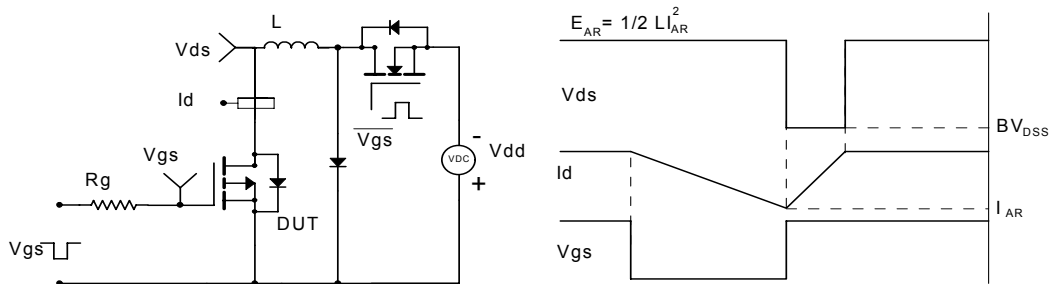 L
Vds
Id
Vgs
Vgs
Rg
DUT
VDC
-
+
Vdd
Vgs
E_AR = 1/2 LI_AR^2
Vds
BV_DSS
Id
I_AR
Vgs